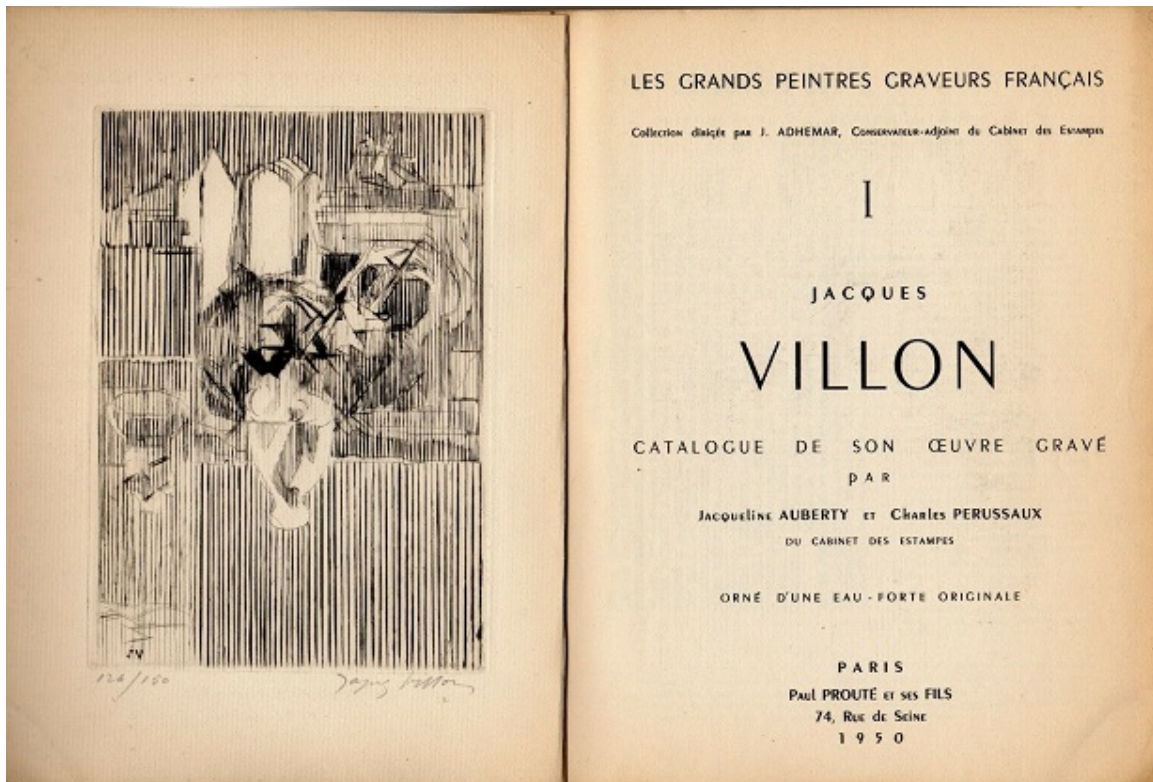 126/150
Jacques Villon
LES GRANDS PEINTRES GRAVEURS FRANÇAIS
Collection dirigée par J. ADHEMAR, Conservateur-adjoint du Cabinet des Estampes
I
JACQUES
VILLON
CATALOGUE DE SON ŒUVRE GRAVÉ
PAR
Jacqueline AUBERTY ET Charles PERUSSAUX
DU CABINET DES ESTAMPES
ORNÉ D'UNE EAU-FORTE ORIGINALE
PARIS
Paul PROUTÉ ET SES FILS
74, Rue de Seine
1950